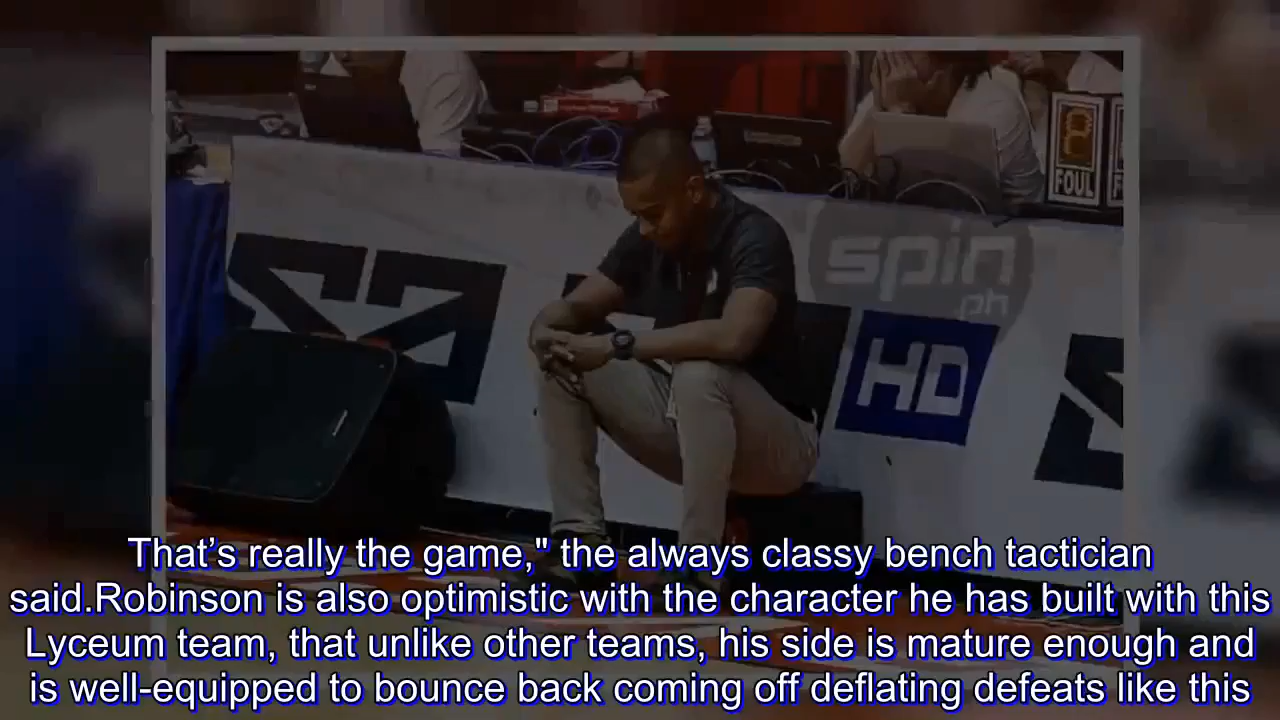 spin
.ph
FOUL
HD
That’s really the game," the always classy bench tactician
said.Robinson is also optimistic with the character he has built with this
Lyceum team, that unlike other teams, his side is mature enough and
is well-equipped to bounce back coming off deflating defeats like this